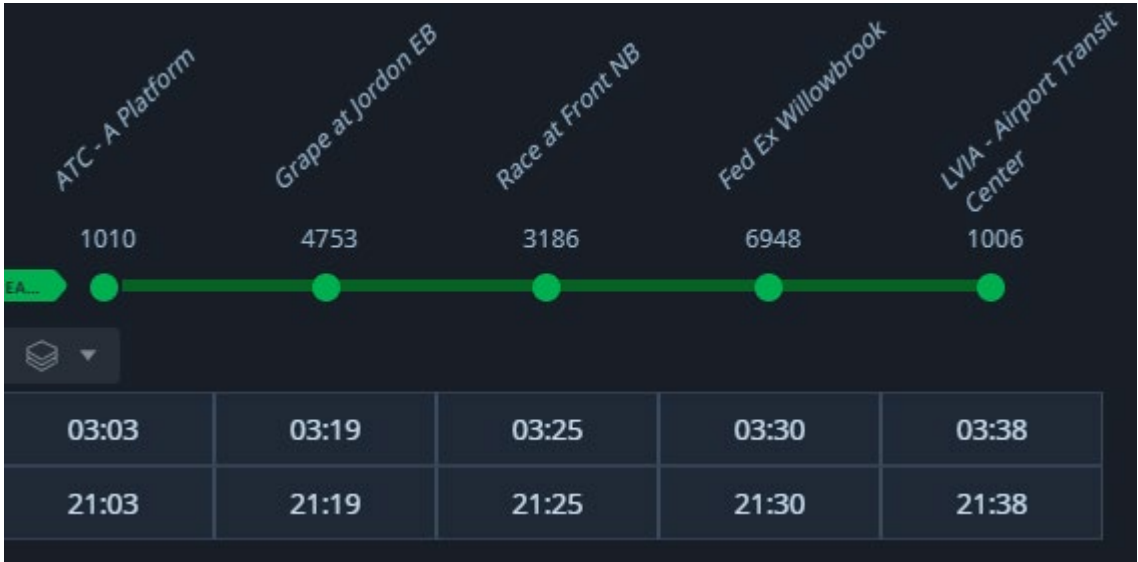 ATC - A Platform
Grape at Jordon EB
Race at Front NB
Fed Ex Willowbrook
LVIA - Airport Transit
Center
1010 4753 3186 6948 1006
EA...
03:03 03:19 03:25 03:30 03:38
21:03 21:19 21:25 21:30 21:38